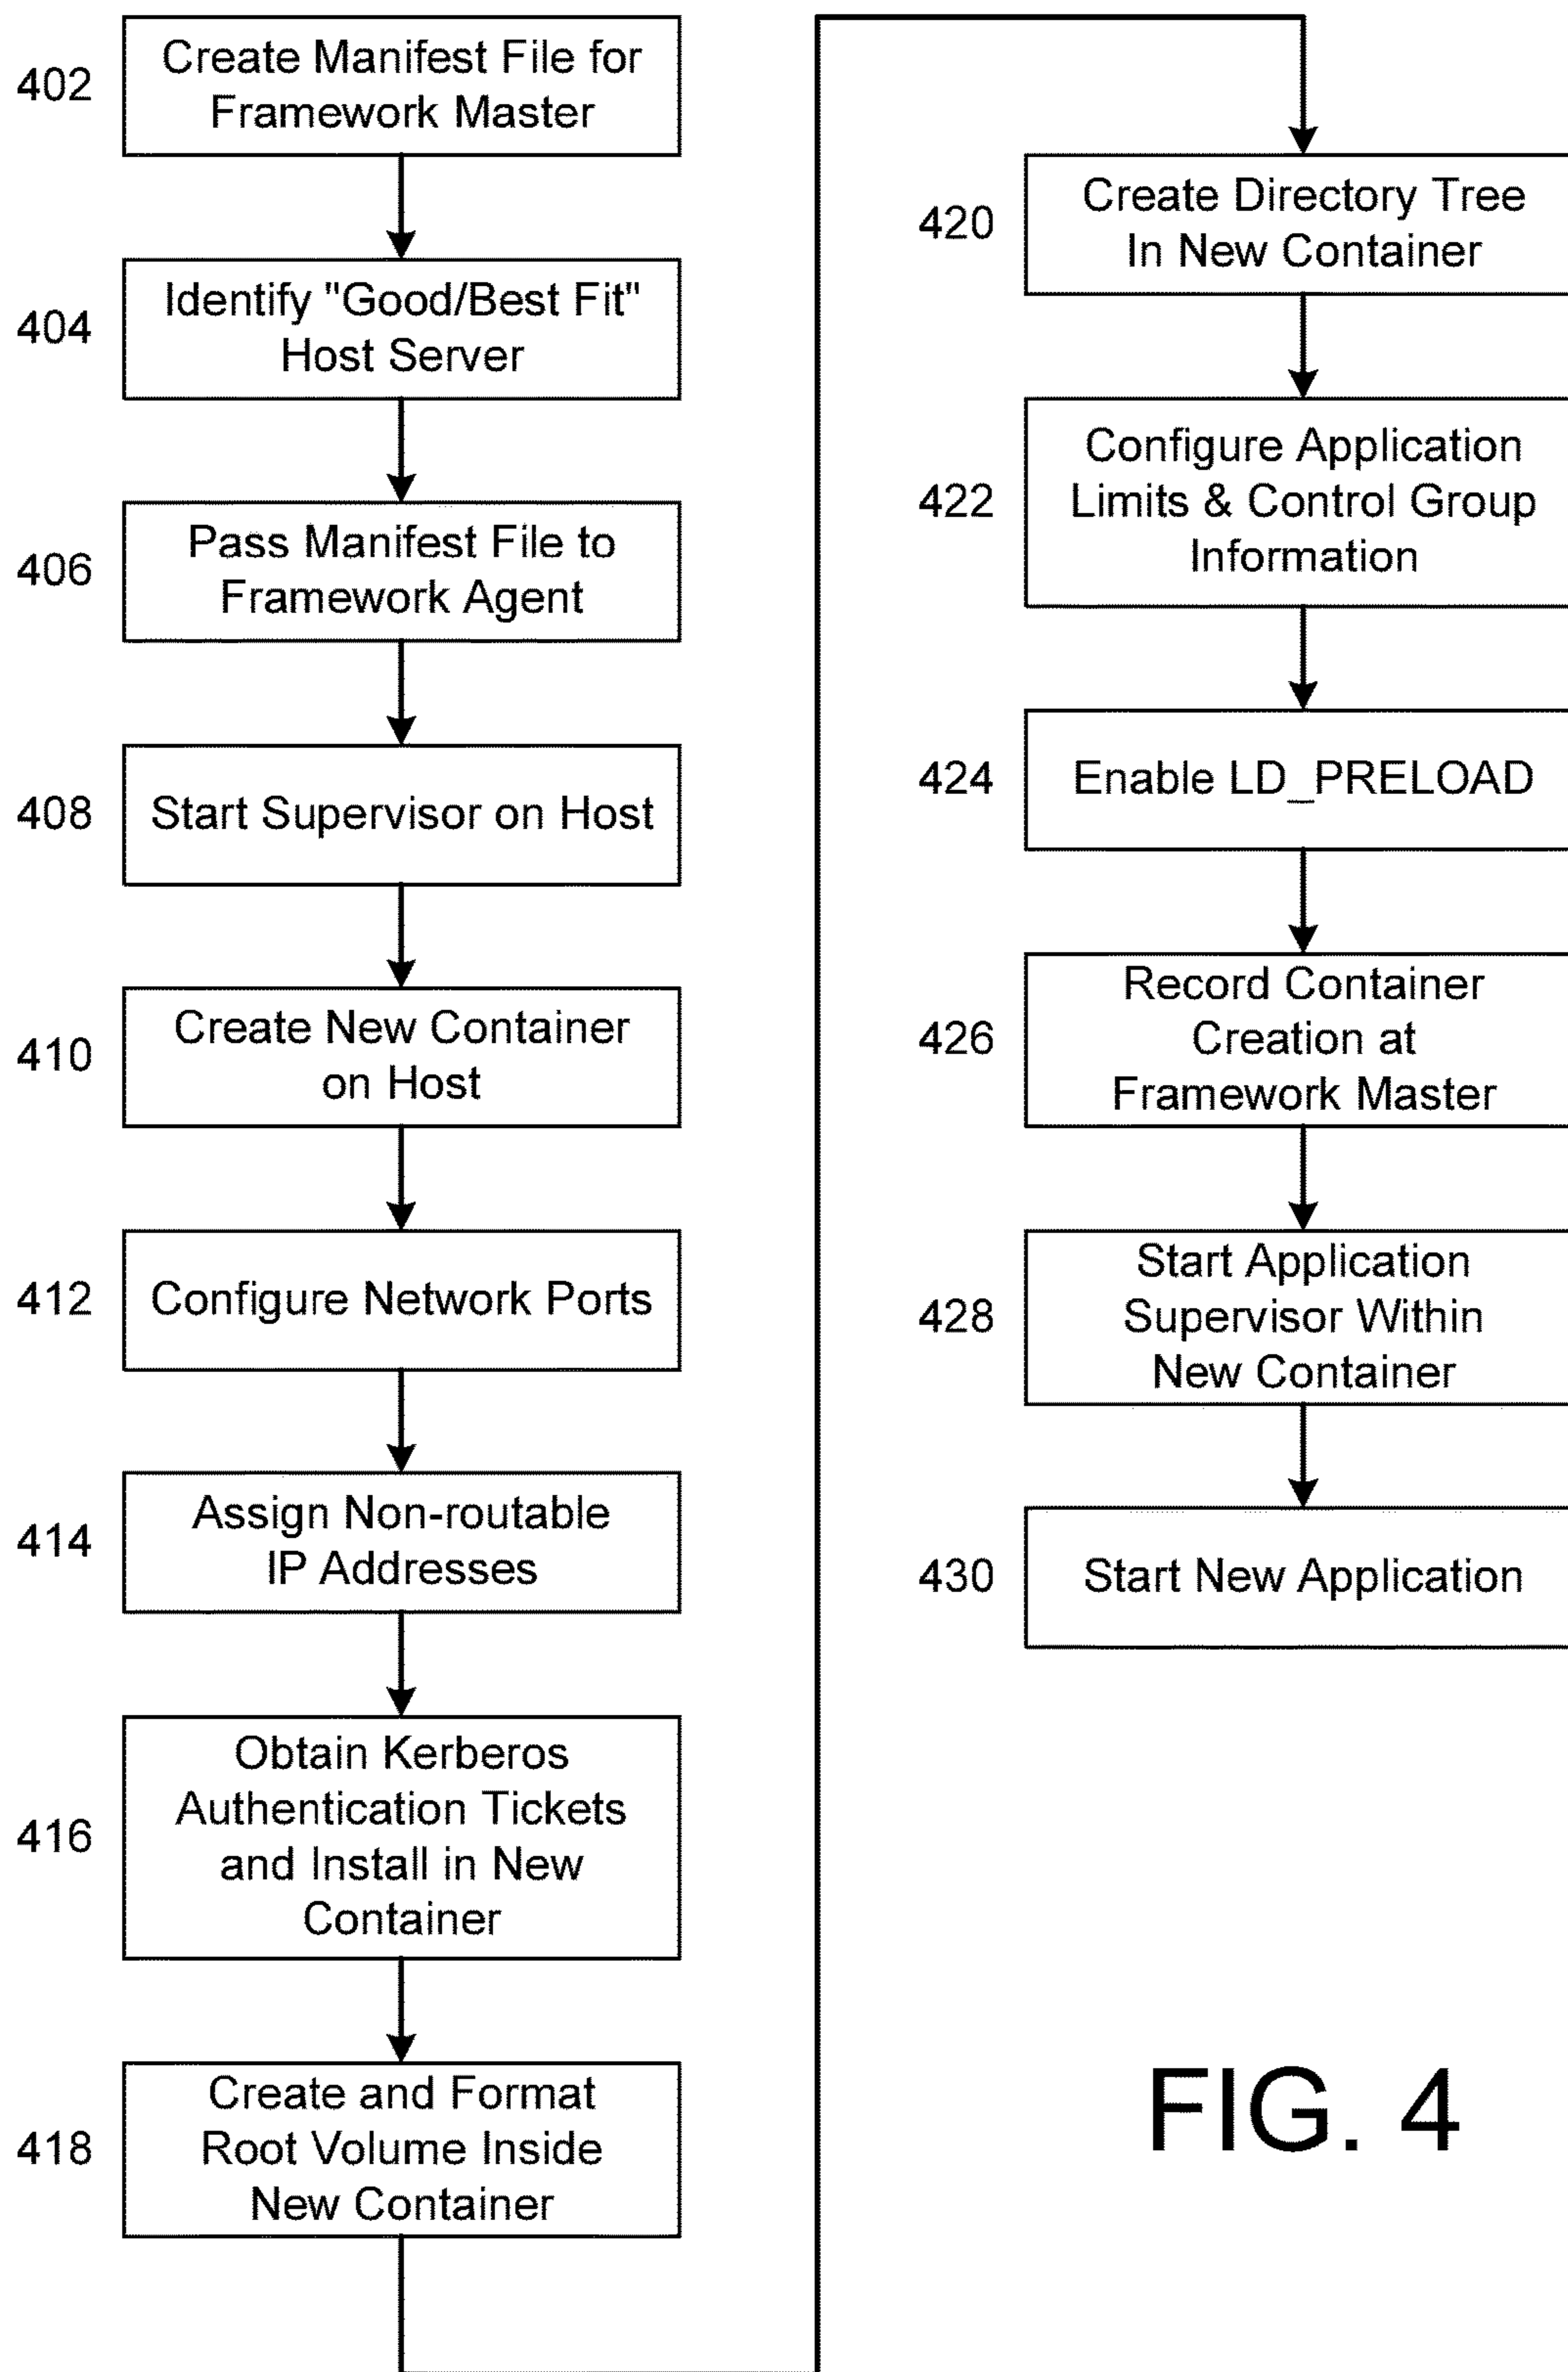 402
Create Manifest File for
Framework Master
404
Identify "Good/Best Fit"
Host Server
406
Pass Manifest File to
Framework Agent
408
Start Supervisor on Host
410
Create New Container
on Host
412
Configure Network Ports
414
Assign Non-routable
IP Addresses
416
Obtain Kerberos
Authentication Tickets
and Install in New
Container
418
Create and Format
Root Volume Inside
New Container
420
Create Directory Tree
In New Container
422
Configure Application
Limits & Control Group
Information
424
Enable LD_PRELOAD
426
Record Container
Creation at
Framework Master
428
Start Application
Supervisor Within
New Container
430
Start New Application
FIG. 4